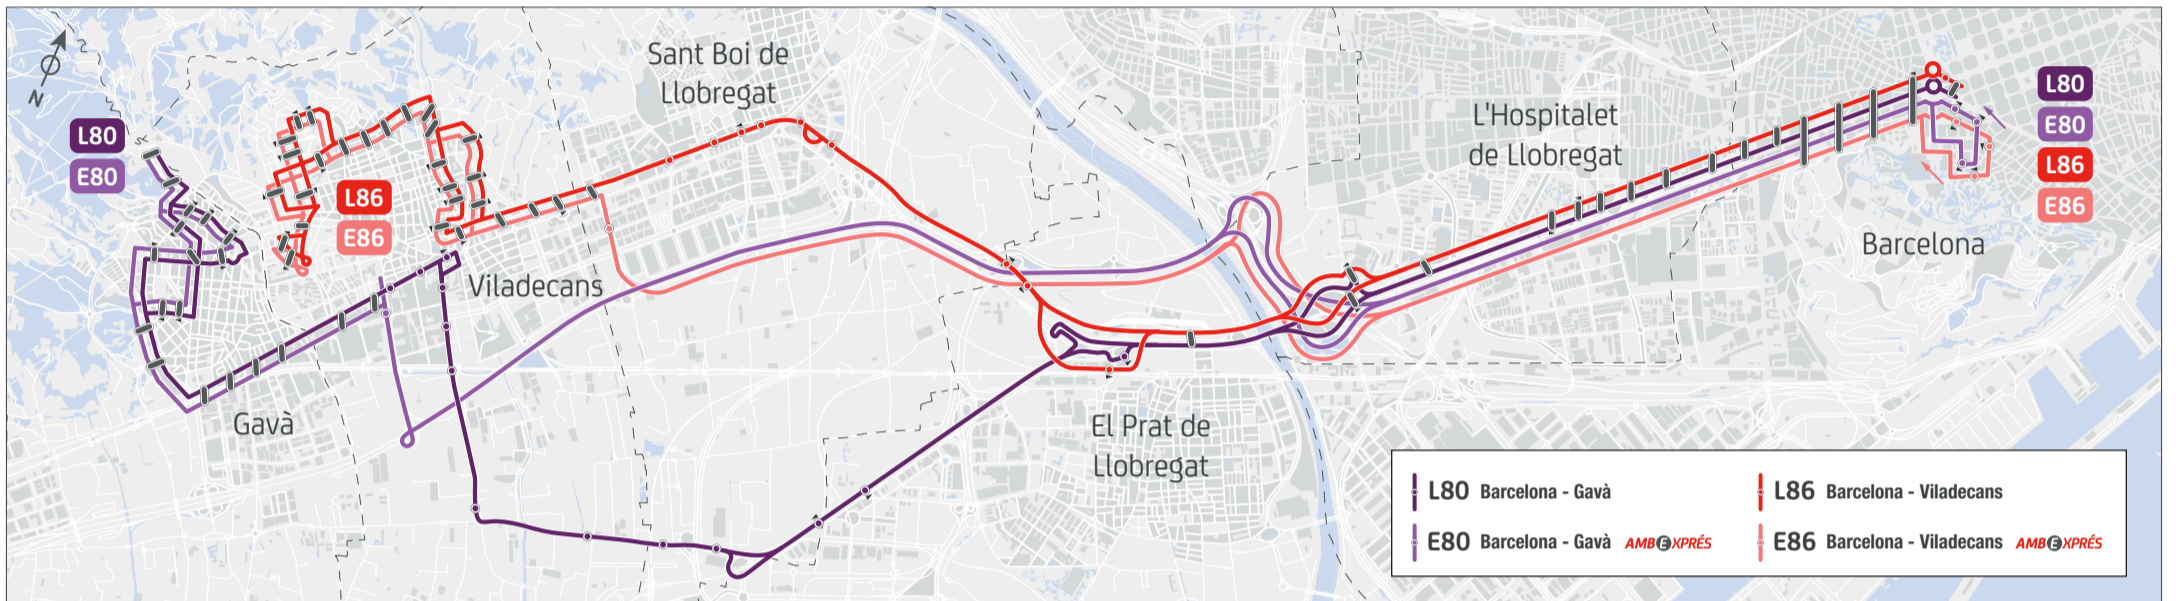 Sant Boi de
Llobregat
N
L80
E80
L86
E86
Viladecans
Gavà
L'Hospitalet
de Llobregat
El Prat de
Llobregat
Barcelona
L80
E80
L86
E86
L80 Barcelona - Gavà
E80 Barcelona - Gavà AMBEXPRÉS
L86 Barcelona - Viladecans
E86 Barcelona - Viladecans AMBEXPRÉS